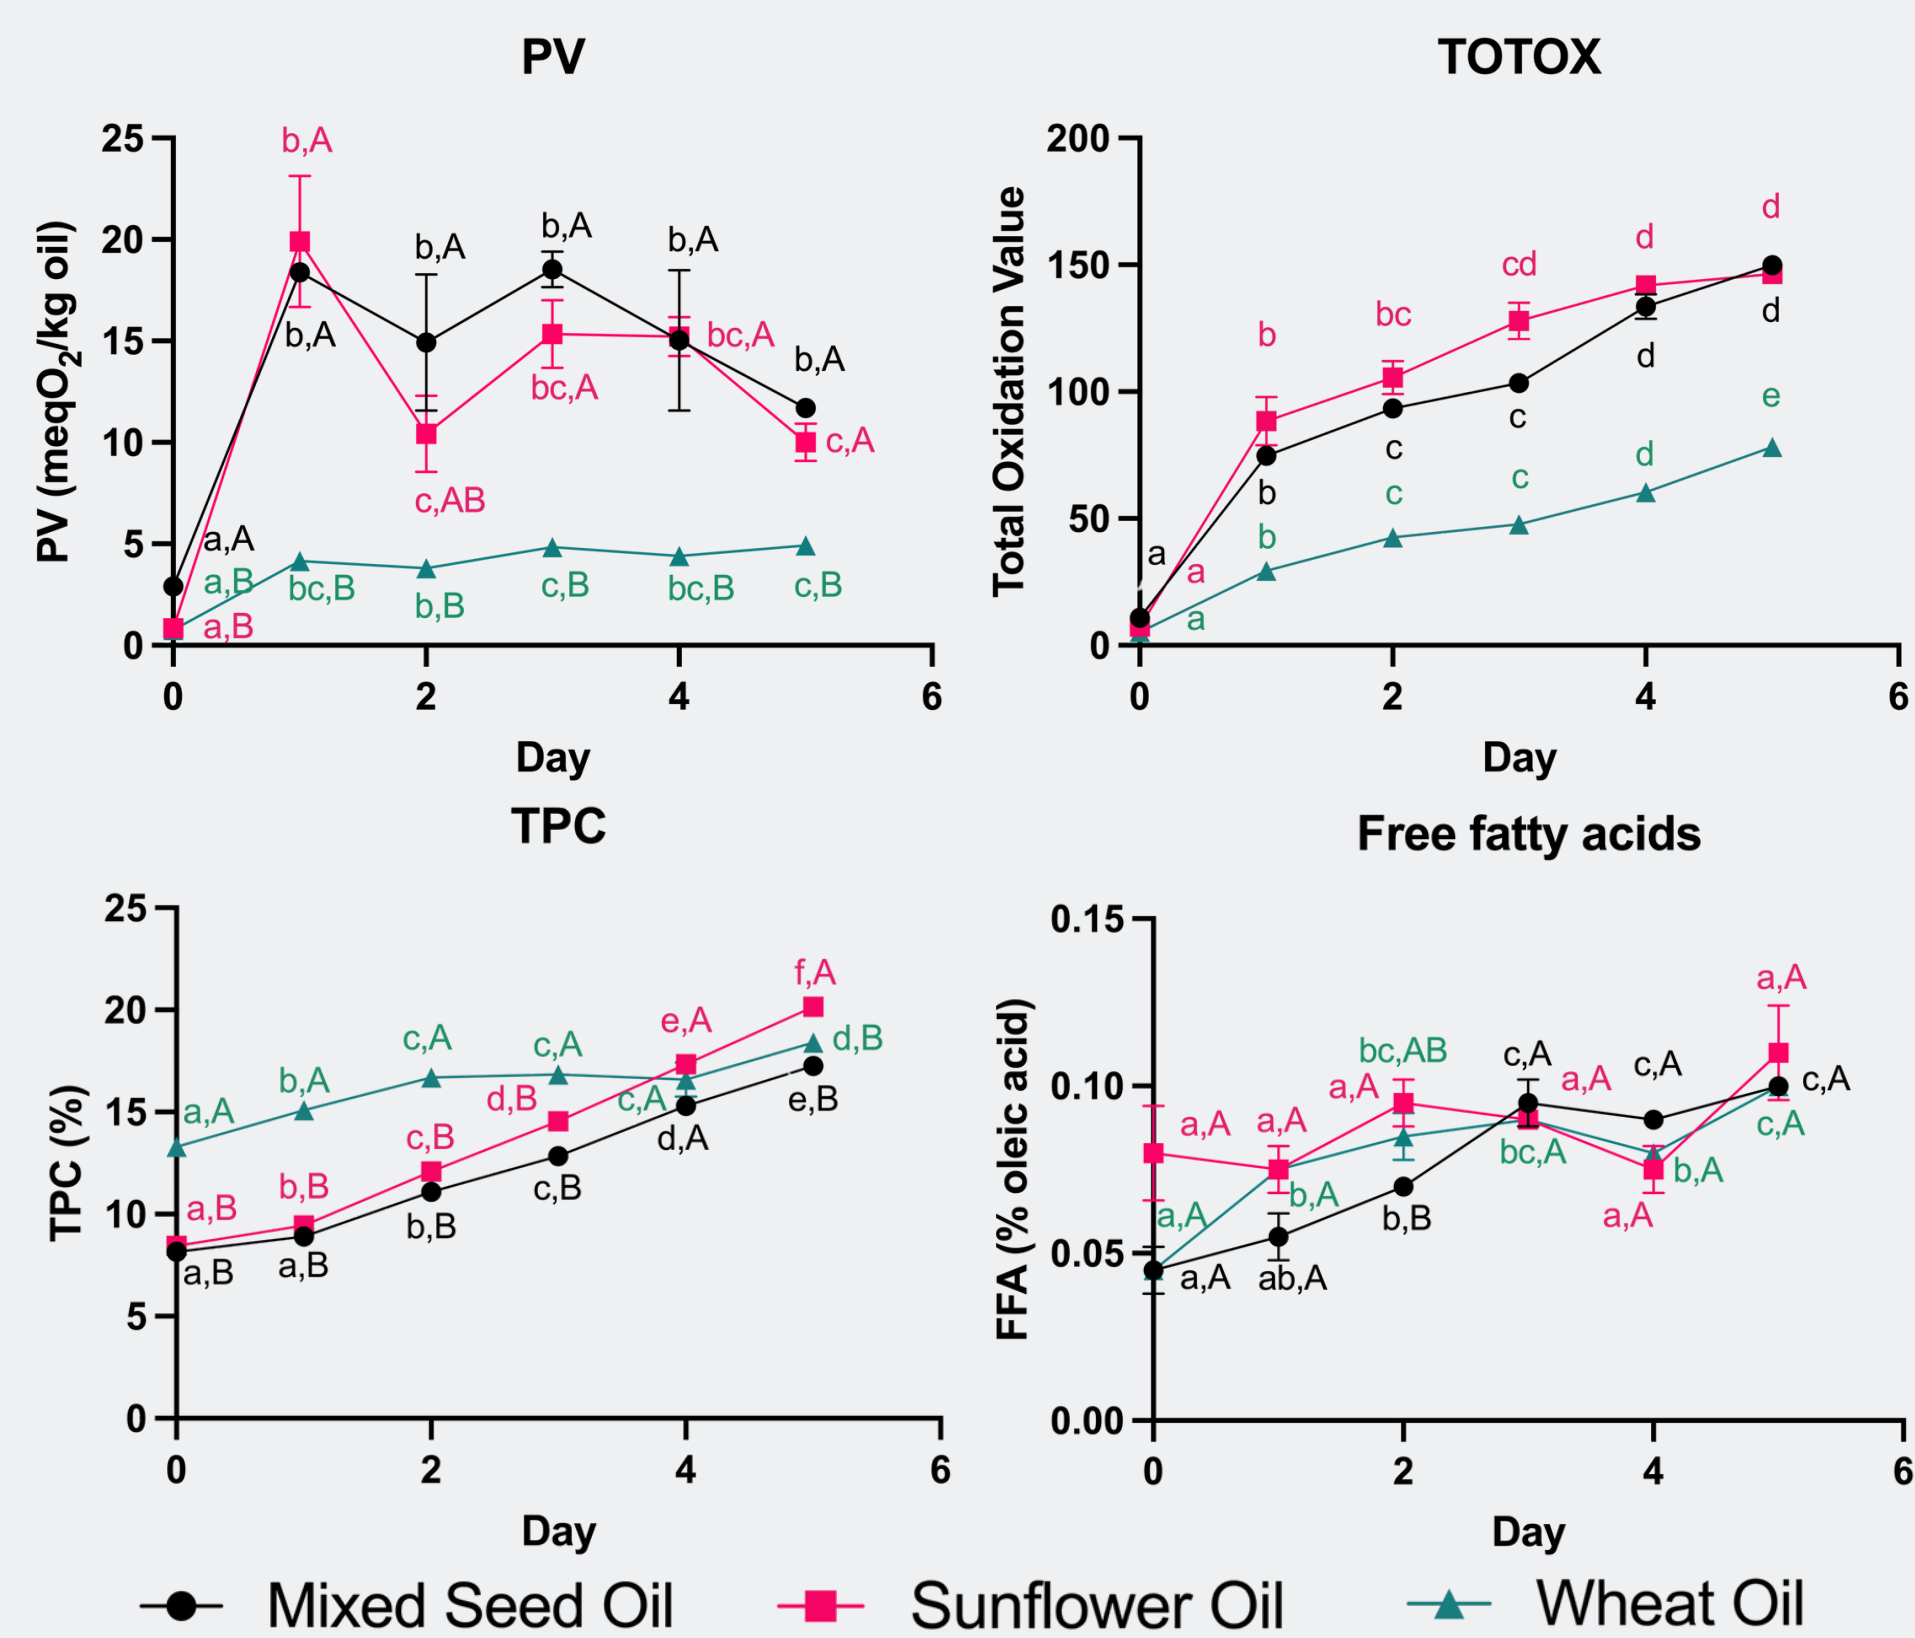 PV
25
20
15
10
5
0
PV (meqO2/kg oil)
b,A
b,A
b,A
b,A
b,A
bc,A
b,A
bc,A
c,A
c,AB
a,A
a,B
a,B
bc,B
b,B
c,B
bc,B
c,B
0 2 4 6
Day
TOTOX
200
150
100
50
0
Total Oxidation Value
d
d
cd
d
bc
b
d
c
e
c
d
b
c
c
b
a
a
a
0 2 4 6
Day
TPC
25
20
15
10
5
0
TPC (%)
f,A
e,A
c,A
c,A
d,B
b,A
d,B
c,A
e,B
a,A
c,B
d,A
b,B
c,B
a,B
b,B
a,B
a,B
0 2 4 6
Day
Free fatty acids
0.15
0.10
0.05
0.00
FFA (% oleic acid)
a,A
bc,AB
c,A
c,A
a,A
a,A
c,A
a,A
a,A
c,A
bc,A
b,A
b,A
a,A
b,B
a,A
a,A
ab,A
0 2 4 6
Day
Mixed Seed Oil Sunflower Oil Wheat Oil